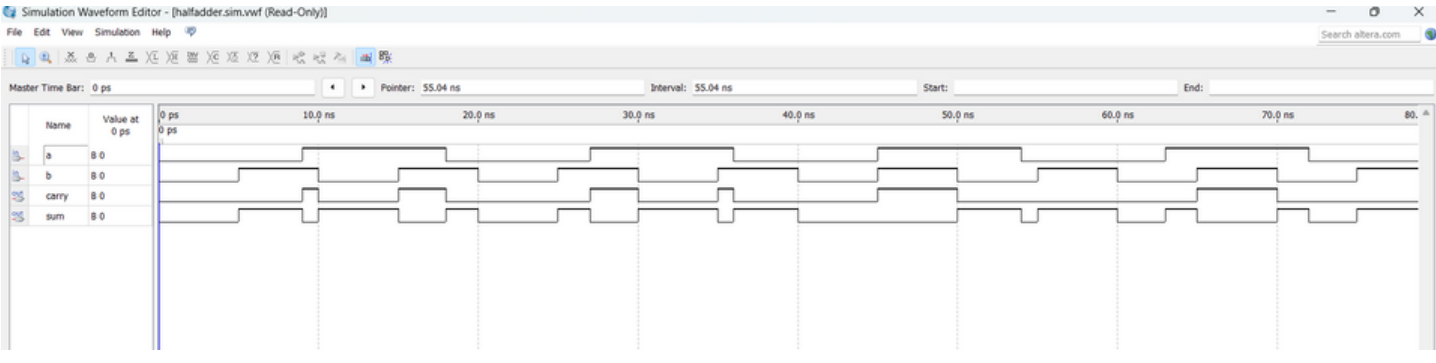 Simulation Waveform Editor - [halfadder.sim.vwf (Read-Only)]
File Edit View Simulation Help
Search altera.com
Master Time Bar: 0 ps Pointer: 55.04 ns Interval: 55.04 ns Start: End:
Name Value at 0 ps
0 ps 10.0 ns 20.0 ns 30.0 ns 40.0 ns 50.0 ns 60.0 ns 70.0 ns 80.
0 ps
a B 0
b B 0
carry B 0
sum B 0